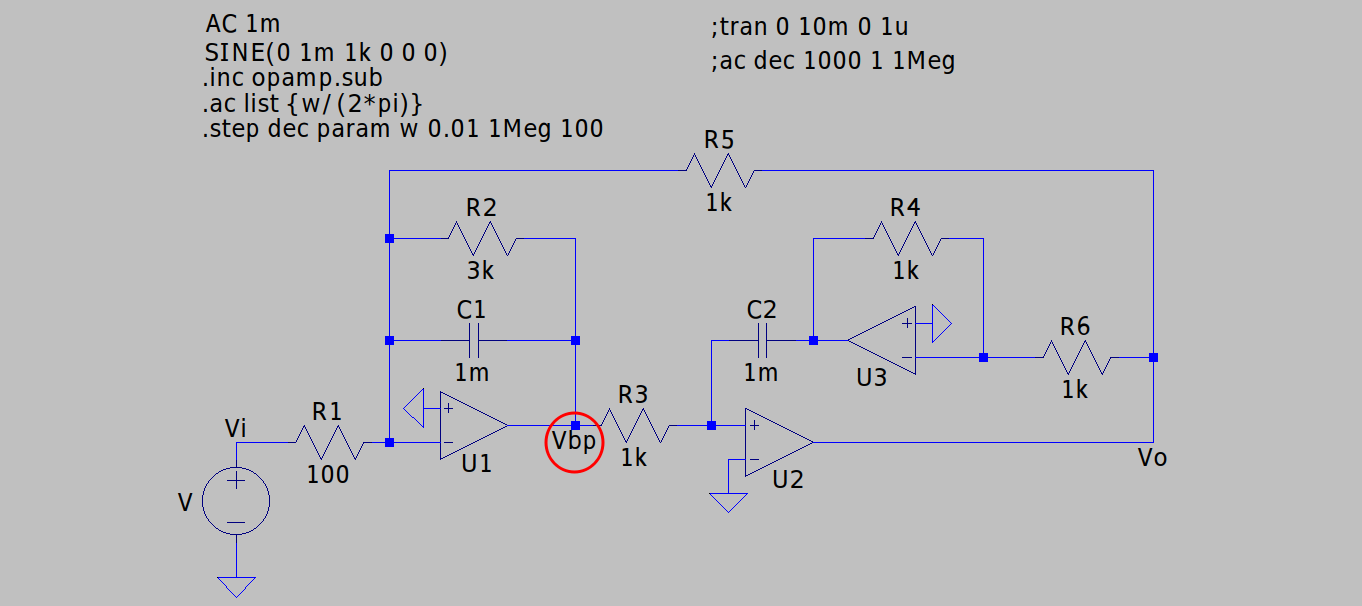 AC 1m
SINE(0 1m 1k 0 0 0)
.inc opamp.sub
.ac list {w/(2*pi)}
.step dec param w 0.01 1Meg 100
;tran 0 10m 0 1u
;ac dec 1000 1 1Meg
R5
1k
R2
3k
R4
1k
C1
1m
C2
1m
+
−
U3
R6
1k
Vi
R1
100
+
−
U1
Vbp
R3
1k
+
−
U2
Vo
V
+
−